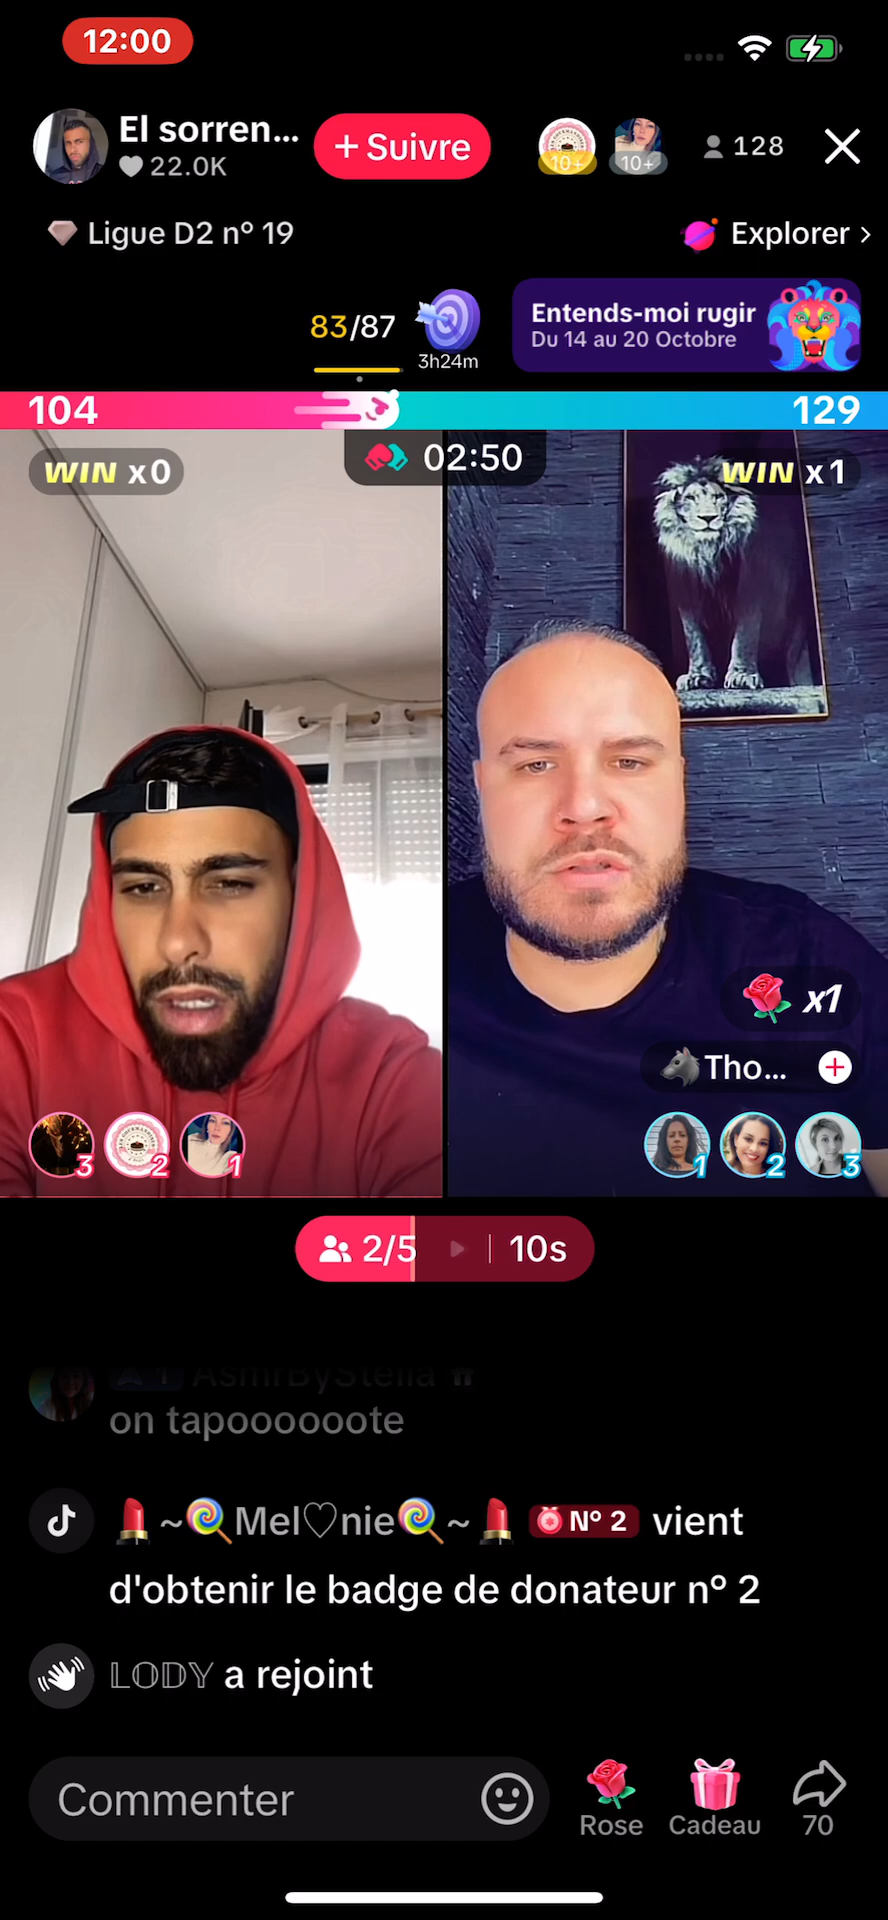 12:00
El sorren...
22.0K
+ Suivre
10+
10+
128
Ligue D2 n° 19
Explorer >
83/87
3h24m
Entends-moi rugir
Du 14 au 20 Octobre
104
129
WIN x0
02:50
WIN x1
x1
Tho...
3
2
1
1
2
3
2/5
10s
1 AsmrByStella
on tapoooooote
~Mel♡nie~ N° 2 vient
d'obtenir le badge de donateur n° 2
𝕃𝕆𝔻𝕐 a rejoint
Commenter
Rose
Cadeau
70